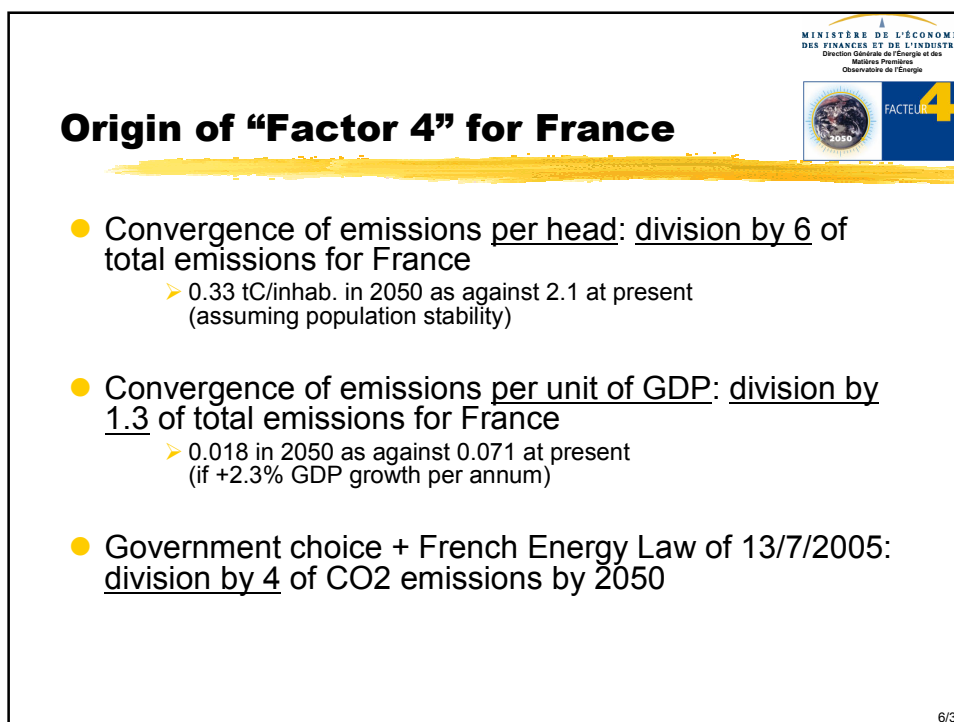 MINISTÈRE DE L'ÉCONOM
DES FINANCES ET DE L'INDUSTR
Direction Générale de l'Énergie et des
Matières Premières
Observatoire de l'Énergie
FACTEUR 4
2050
Origin of “Factor 4” for France
Convergence of emissions per head: division by 6 of
total emissions for France
0.33 tC/inhab. in 2050 as against 2.1 at present
(assuming population stability)
Convergence of emissions per unit of GDP: division by
1.3 of total emissions for France
0.018 in 2050 as against 0.071 at present
(if +2.3% GDP growth per annum)
Government choice + French Energy Law of 13/7/2005:
division by 4 of CO2 emissions by 2050
6/3